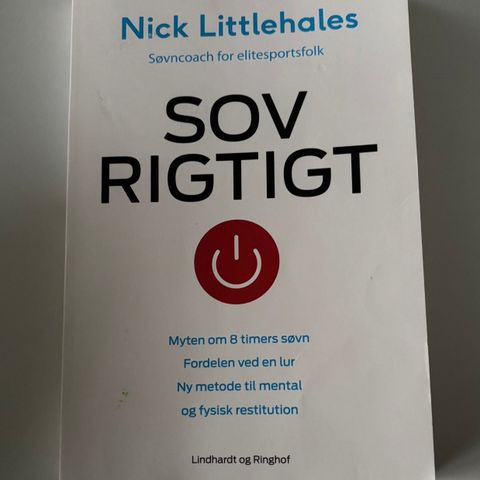 Nick Littlehales
Søvncoach for elitesportsfolk
SOV
RIGTIGT
Myten om 8 timers søvn
Fordelen ved en lur
Ny metode til mental
og fysisk restitution
Lindhardt og Ringhof